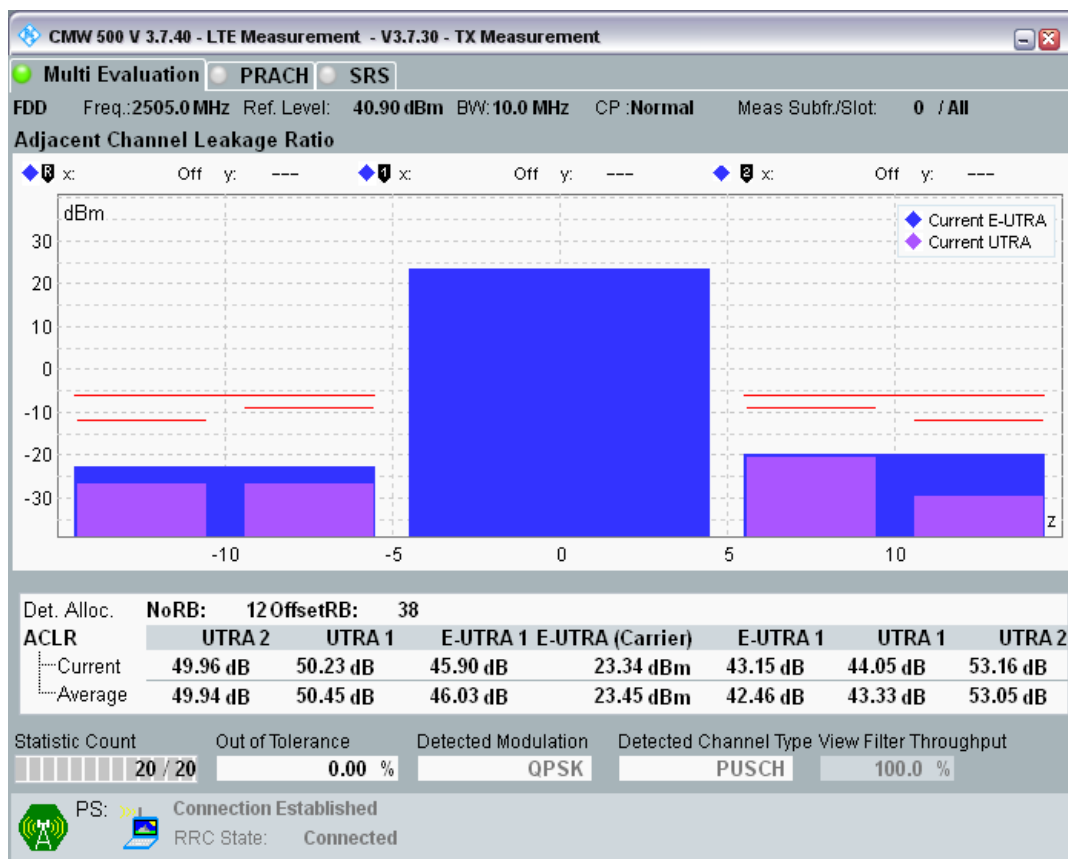 CMW 500 V 3.7.40 - LTE Measurement - V3.7.30 - TX Measurement
Multi Evaluation PRACH SRS
FDD Freq.:2505.0 MHz Ref. Level: 40.90 dBm BW:10.0 MHz CP :Normal Meas Subfr./Slot: 0 / All
Adjacent Channel Leakage Ratio
R x: Off y: --- 1 x: Off y: --- 2 x: Off y: ---
dBm
Current E-UTRA
Current UTRA
30
20
10
0
-10
-20
-30
z
-10 -5 0 5 10
Det. Alloc. NoRB: 12 OffsetRB: 38
ACLR UTRA 2 UTRA 1 E-UTRA 1 E-UTRA (Carrier) E-UTRA 1 UTRA 1 UTRA 2
Current 49.96 dB 50.23 dB 45.90 dB 23.34 dBm 43.15 dB 44.05 dB 53.16 dB
Average 49.94 dB 50.45 dB 46.03 dB 23.45 dBm 42.46 dB 43.33 dB 53.05 dB
Statistic Count Out of Tolerance Detected Modulation Detected Channel Type View Filter Throughput
20 / 20 0.00 % QPSK PUSCH 100.0 %
PS: Connection Established
RRC State: Connected